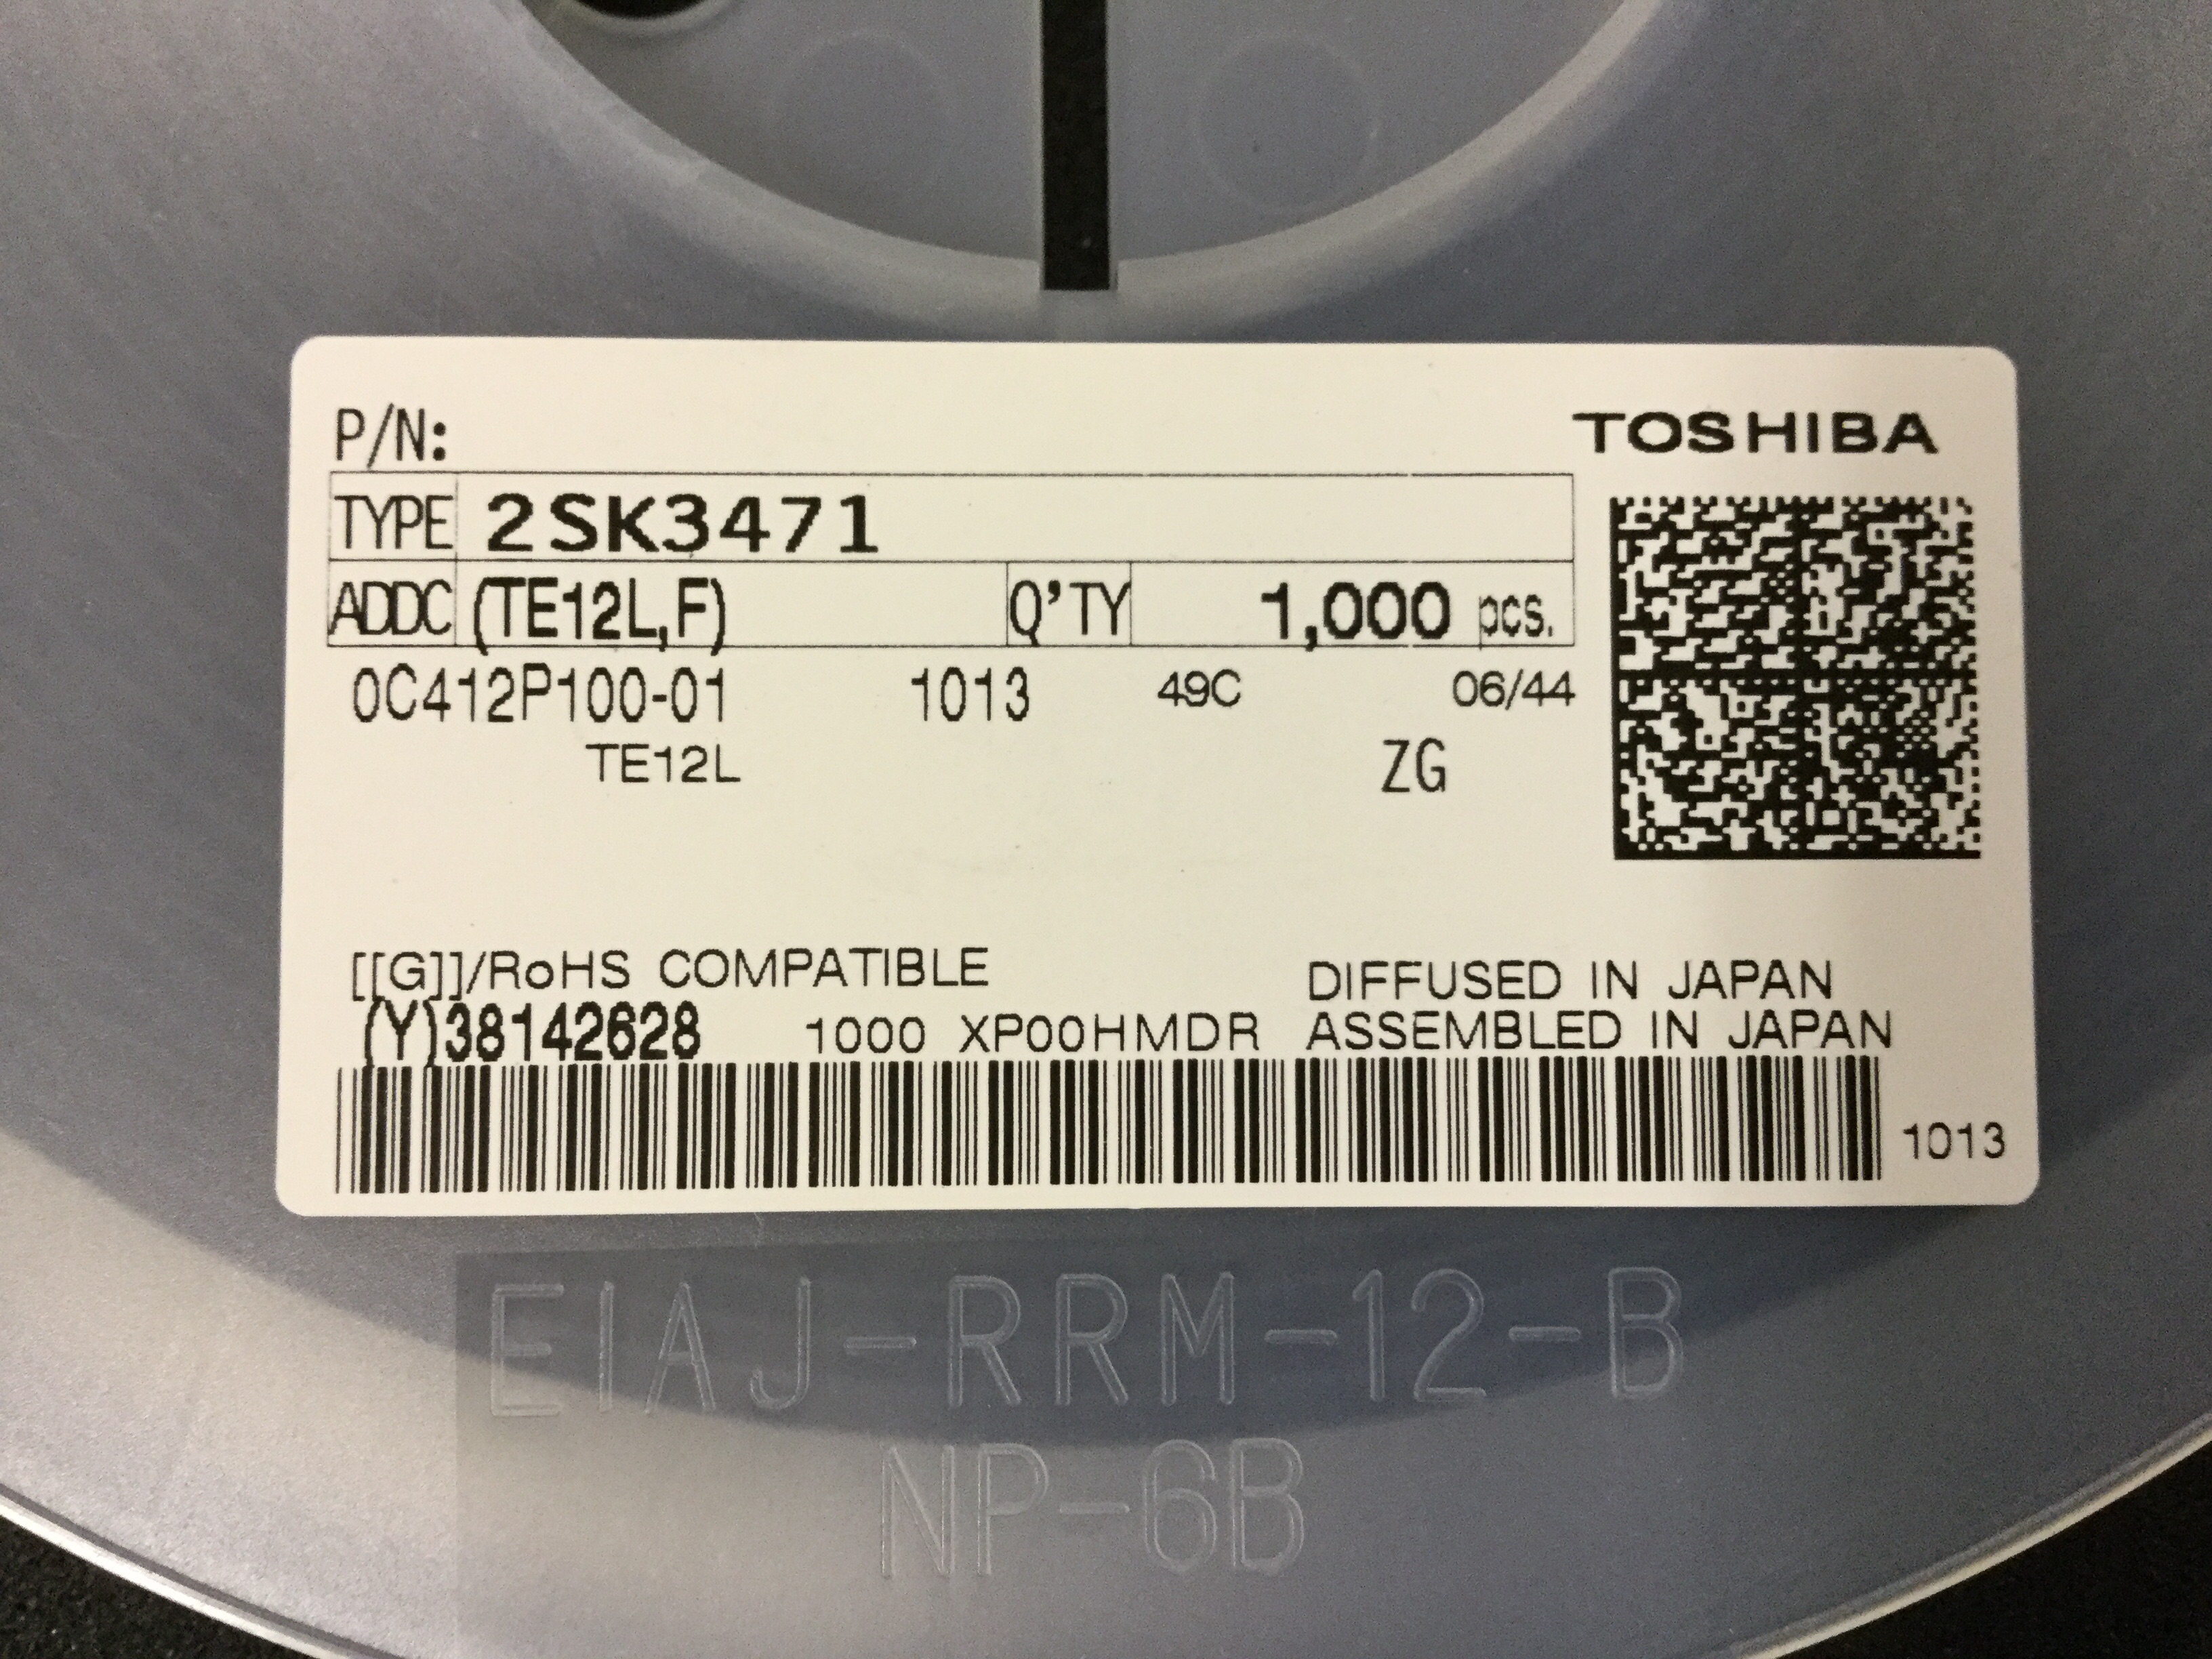 P/N:
TOSHIBA
TYPE 2SK3471
ADDC (TE12L,F) Q'TY 1,000 pcs.
0C412P100-01 1013 49C 06/44
TE12L ZG
[[G]]/RoHS COMPATIBLE DIFFUSED IN JAPAN
(Y)38142628 1000 XP00HMDR ASSEMBLED IN JAPAN
1013
EIAJ-RRM-12-B
NP-6B